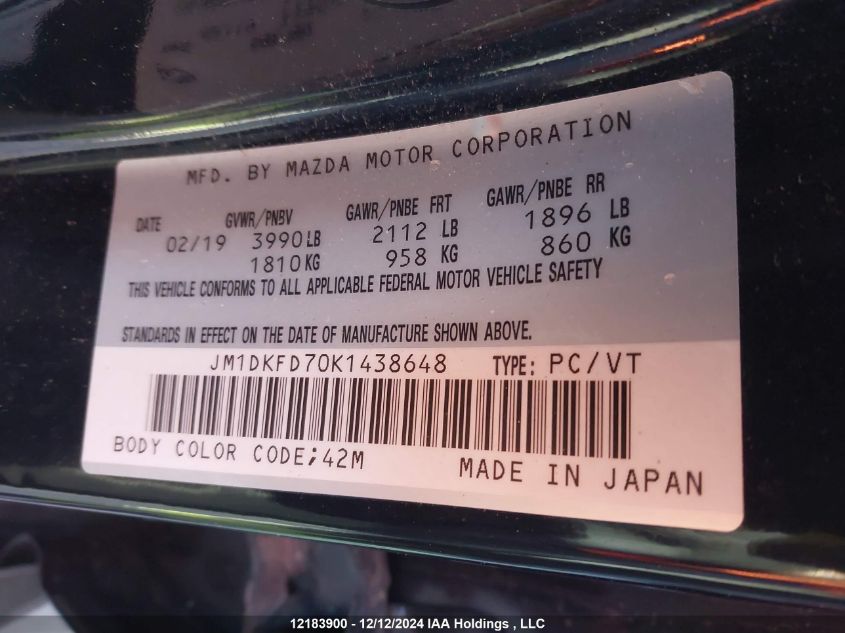 MFD. BY MAZDA MOTOR CORPORATION
DATE GVWR/PNBV GAWR/PNBE FRT GAWR/PNBE RR
02/19 3990LB 2112 LB 1896 LB
1810KG 958 KG 860 KG
THIS VEHICLE CONFORMS TO ALL APPLICABLE FEDERAL MOTOR VEHICLE SAFETY
STANDARDS IN EFFECT ON THE DATE OF MANUFACTURE SHOWN ABOVE.
JM1DKFD70K1438648 TYPE: PC/VT
BODY COLOR CODE;42M
MADE IN JAPAN
12183900 - 12/12/2024 IAA Holdings , LLC